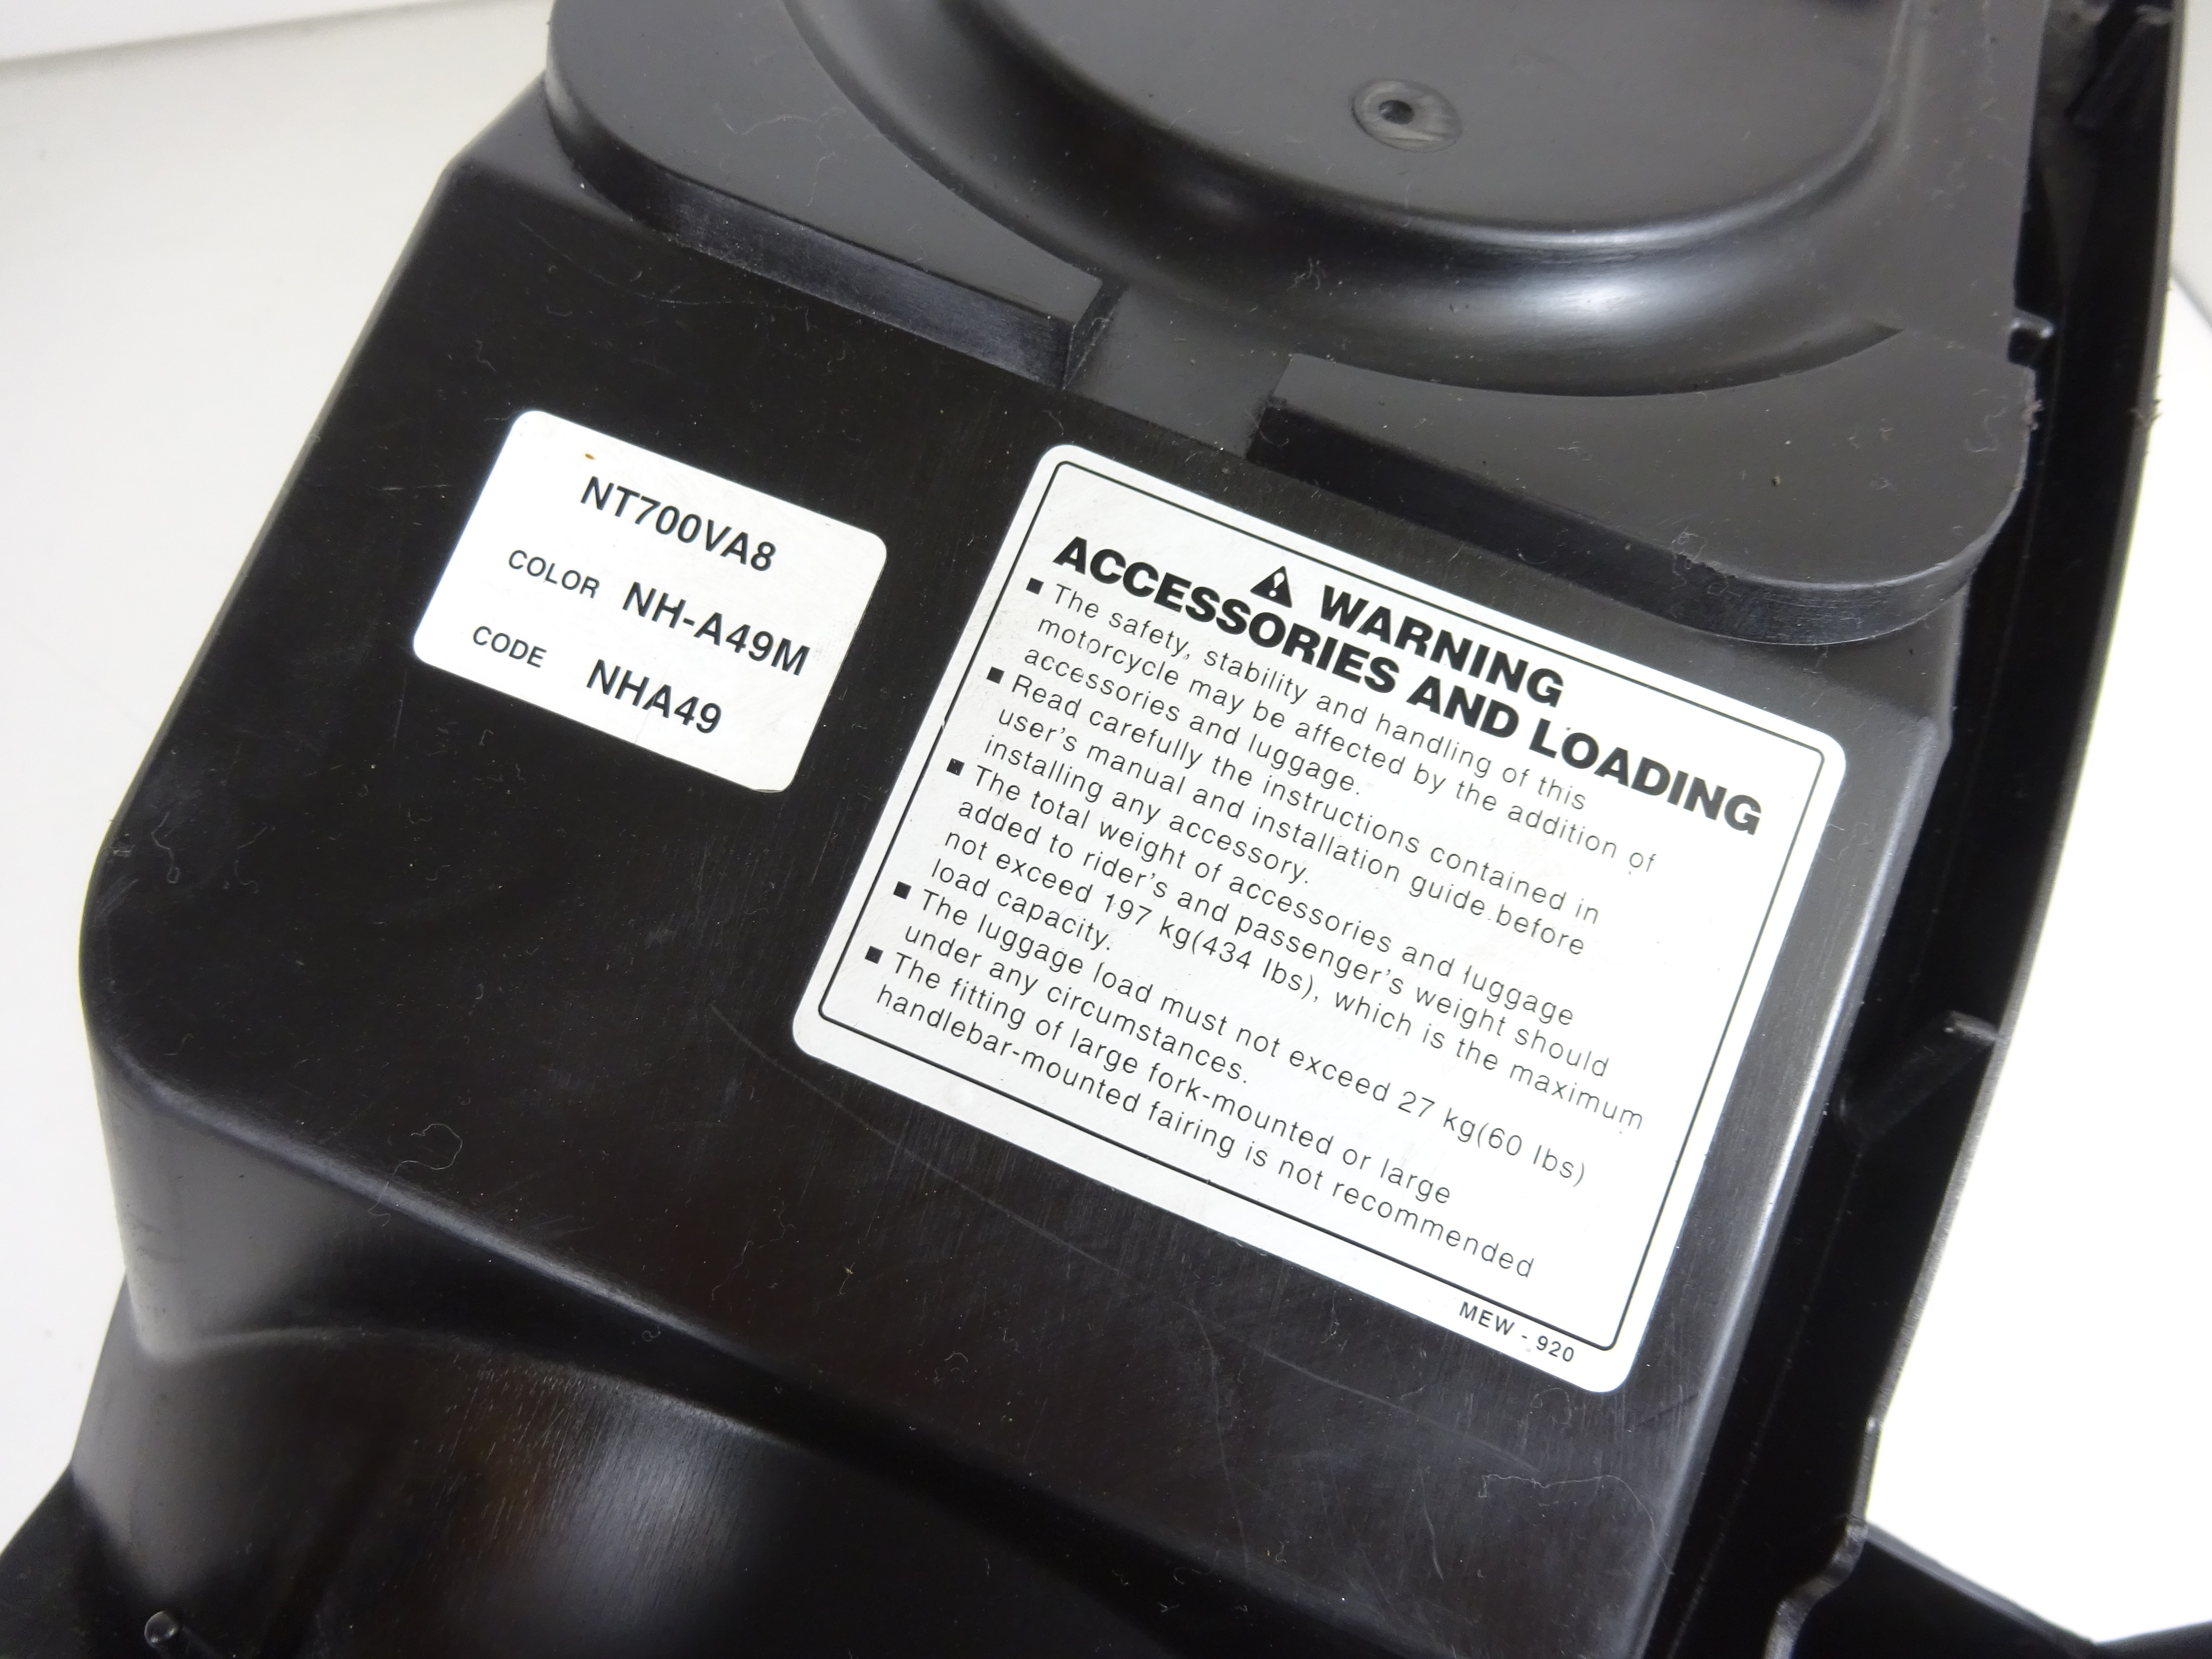 NT700VA8
COLOR NH-A49M
CODE NHA49
WARNING
ACCESSORIES AND LOADING
■ The safety, stability and handling of this
motorcycle may be affected by the addition of
accessories and luggage.
■ Read carefully the instructions contained in
user's manual and installation guide before
installing any accessory.
■ The total weight of accessories and luggage
added to rider's and passenger's weight should
not exceed 197 kg(434 lbs), which is the maximum
load capacity.
■ The luggage load must not exceed 27 kg(60 lbs)
under any circumstances.
■ The fitting of large fork-mounted or large
handlebar-mounted fairing is not recommended
MEW - 920